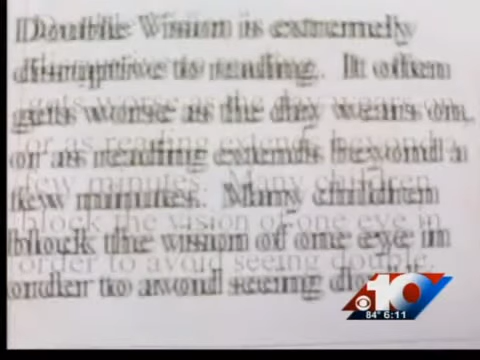 Double Vision is extremely
disruptive to reading. It often
gets worse as the day wears on,
or as reading extends beyond a
few minutes. Many children
block the vision of one eye in
order to avoid seeing double.
10
84° 6:11